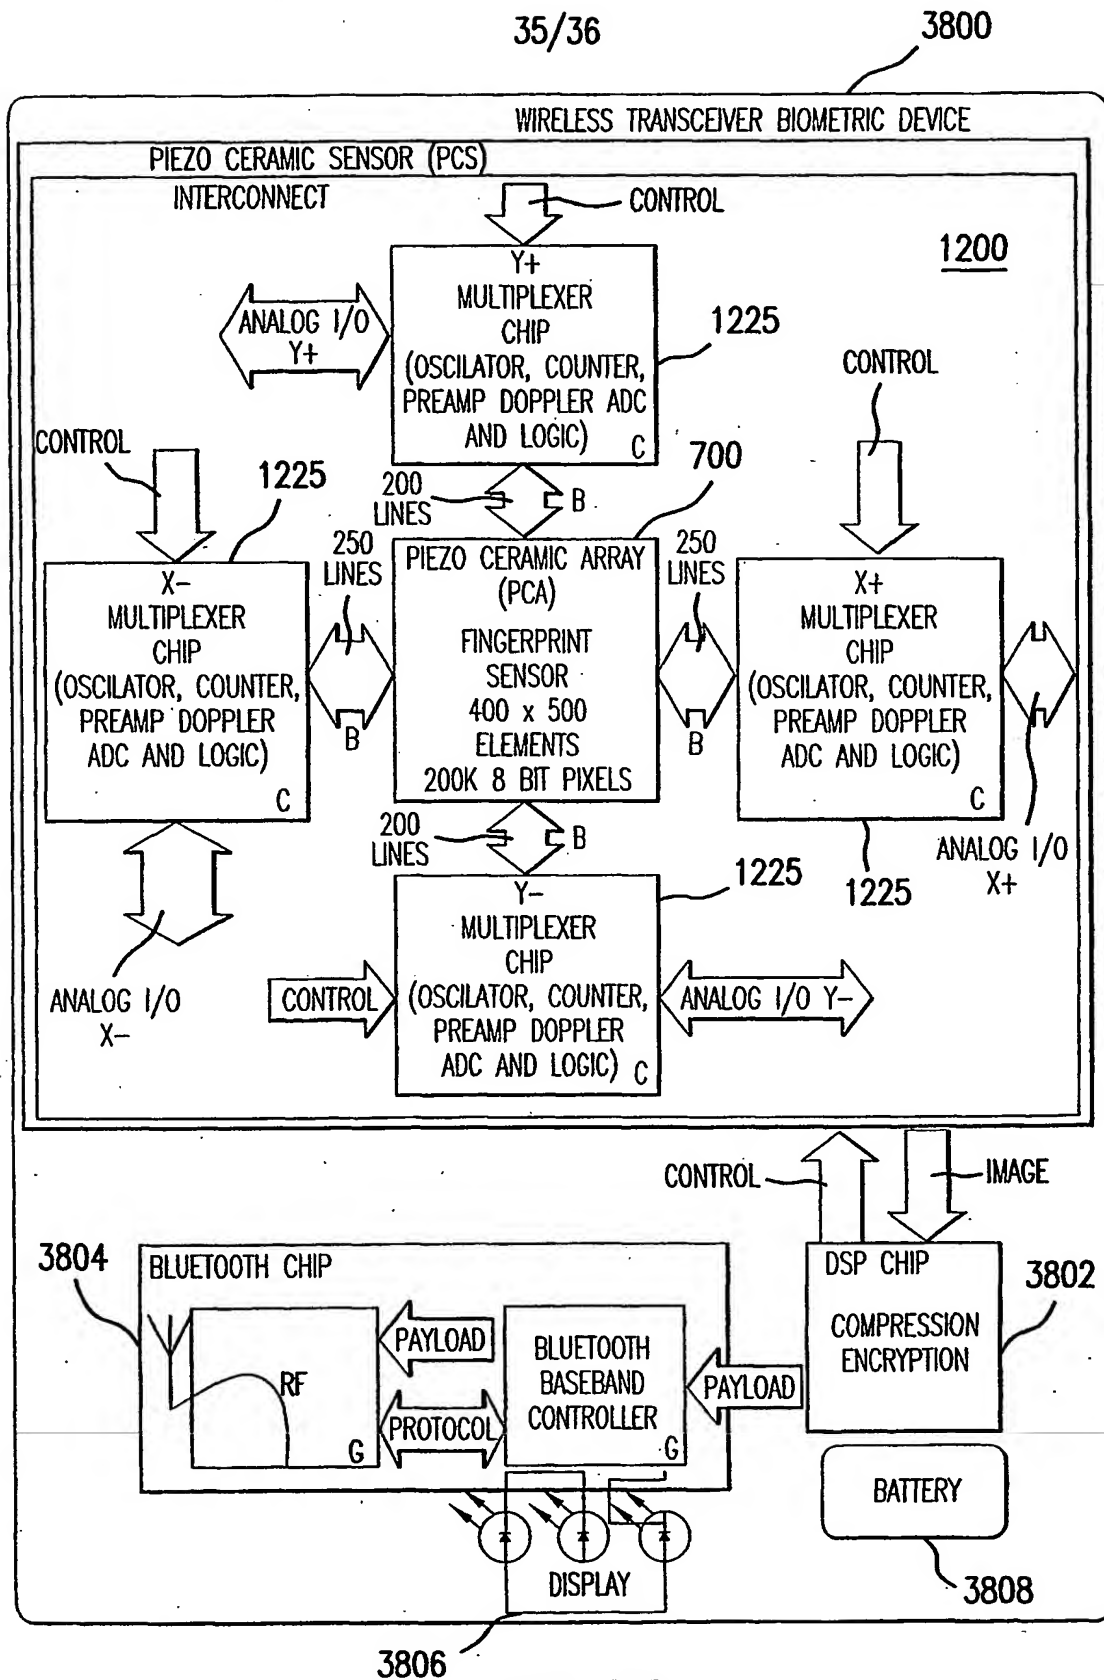 35/36
3800
WIRELESS TRANSCEIVER BIOMETRIC DEVICE
PIEZO CERAMIC SENSOR (PCS)
INTERCONNECT
CONTROL
1200
Y+
MULTIPLEXER
CHIP
(OSCILATOR, COUNTER,
PREAMP DOPPLER ADC
AND LOGIC)
C
ANALOG I/O
Y+
1225
CONTROL
CONTROL
1225
200
LINES
B
700
X-
MULTIPLEXER
CHIP
(OSCILATOR, COUNTER,
PREAMP DOPPLER
ADC AND LOGIC)
C
250
LINES
B
PIEZO CERAMIC ARRAY
(PCA)
FINGERPRINT
SENSOR
400 x 500
ELEMENTS
200K 8 BIT PIXELS
250
LINES
B
X+
MULTIPLEXER
CHIP
(OSCILATOR, COUNTER,
PREAMP DOPPLER
ADC AND LOGIC)
C
200
LINES
B
ANALOG I/O
X+
1225
1225
Y-
MULTIPLEXER
CHIP
(OSCILATOR, COUNTER,
PREAMP DOPPLER
ADC AND LOGIC)
C
ANALOG I/O
X-
CONTROL
ANALOG I/O Y-
CONTROL
IMAGE
3804
BLUETOOTH CHIP
RF
G
PAYLOAD
PROTOCOL
BLUETOOTH
BASEBAND
CONTROLLER
G
PAYLOAD
DSP CHIP
COMPRESSION
ENCRYPTION
3802
BATTERY
3808
DISPLAY
3806